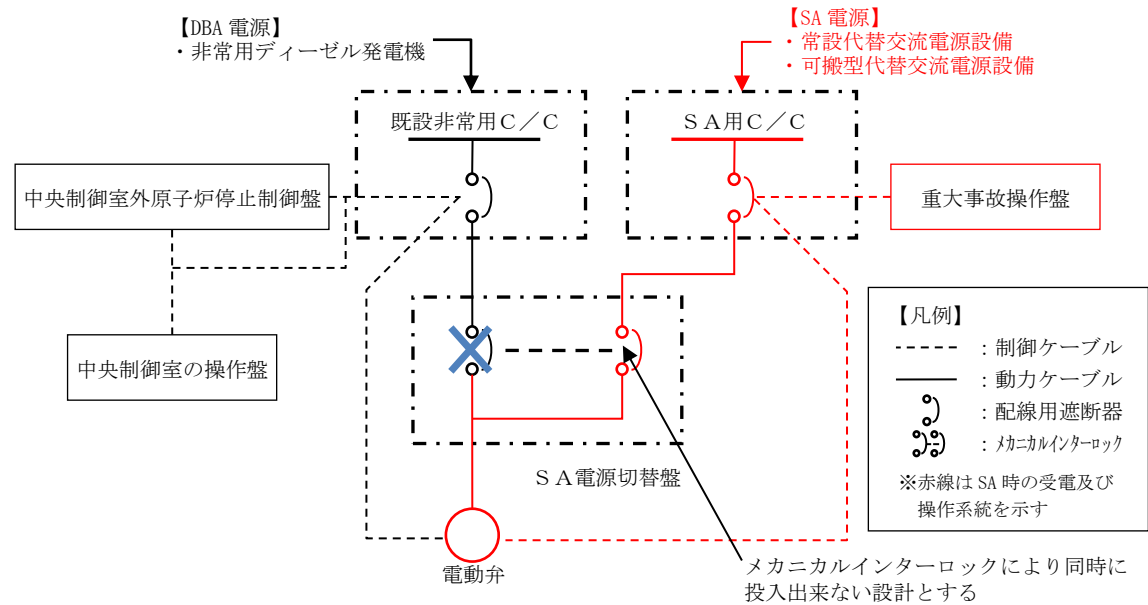 【DBA 電源】
・非常用ディーゼル発電機
【SA 電源】
・常設代替交流電源設備
・可搬型代替交流電源設備
既設非常用C／C
ＳＡ用C／C
中央制御室外原子炉停止制御盤
重大事故操作盤
中央制御室の操作盤
【凡例】
：制御ケーブル
：動力ケーブル
：配線用遮断器
：メカニカルインターロック
※赤線は SA 時の受電及び
操作系統を示す
ＳＡ電源切替盤
電動弁
メカニカルインターロックにより同時に
投入出来ない設計とする